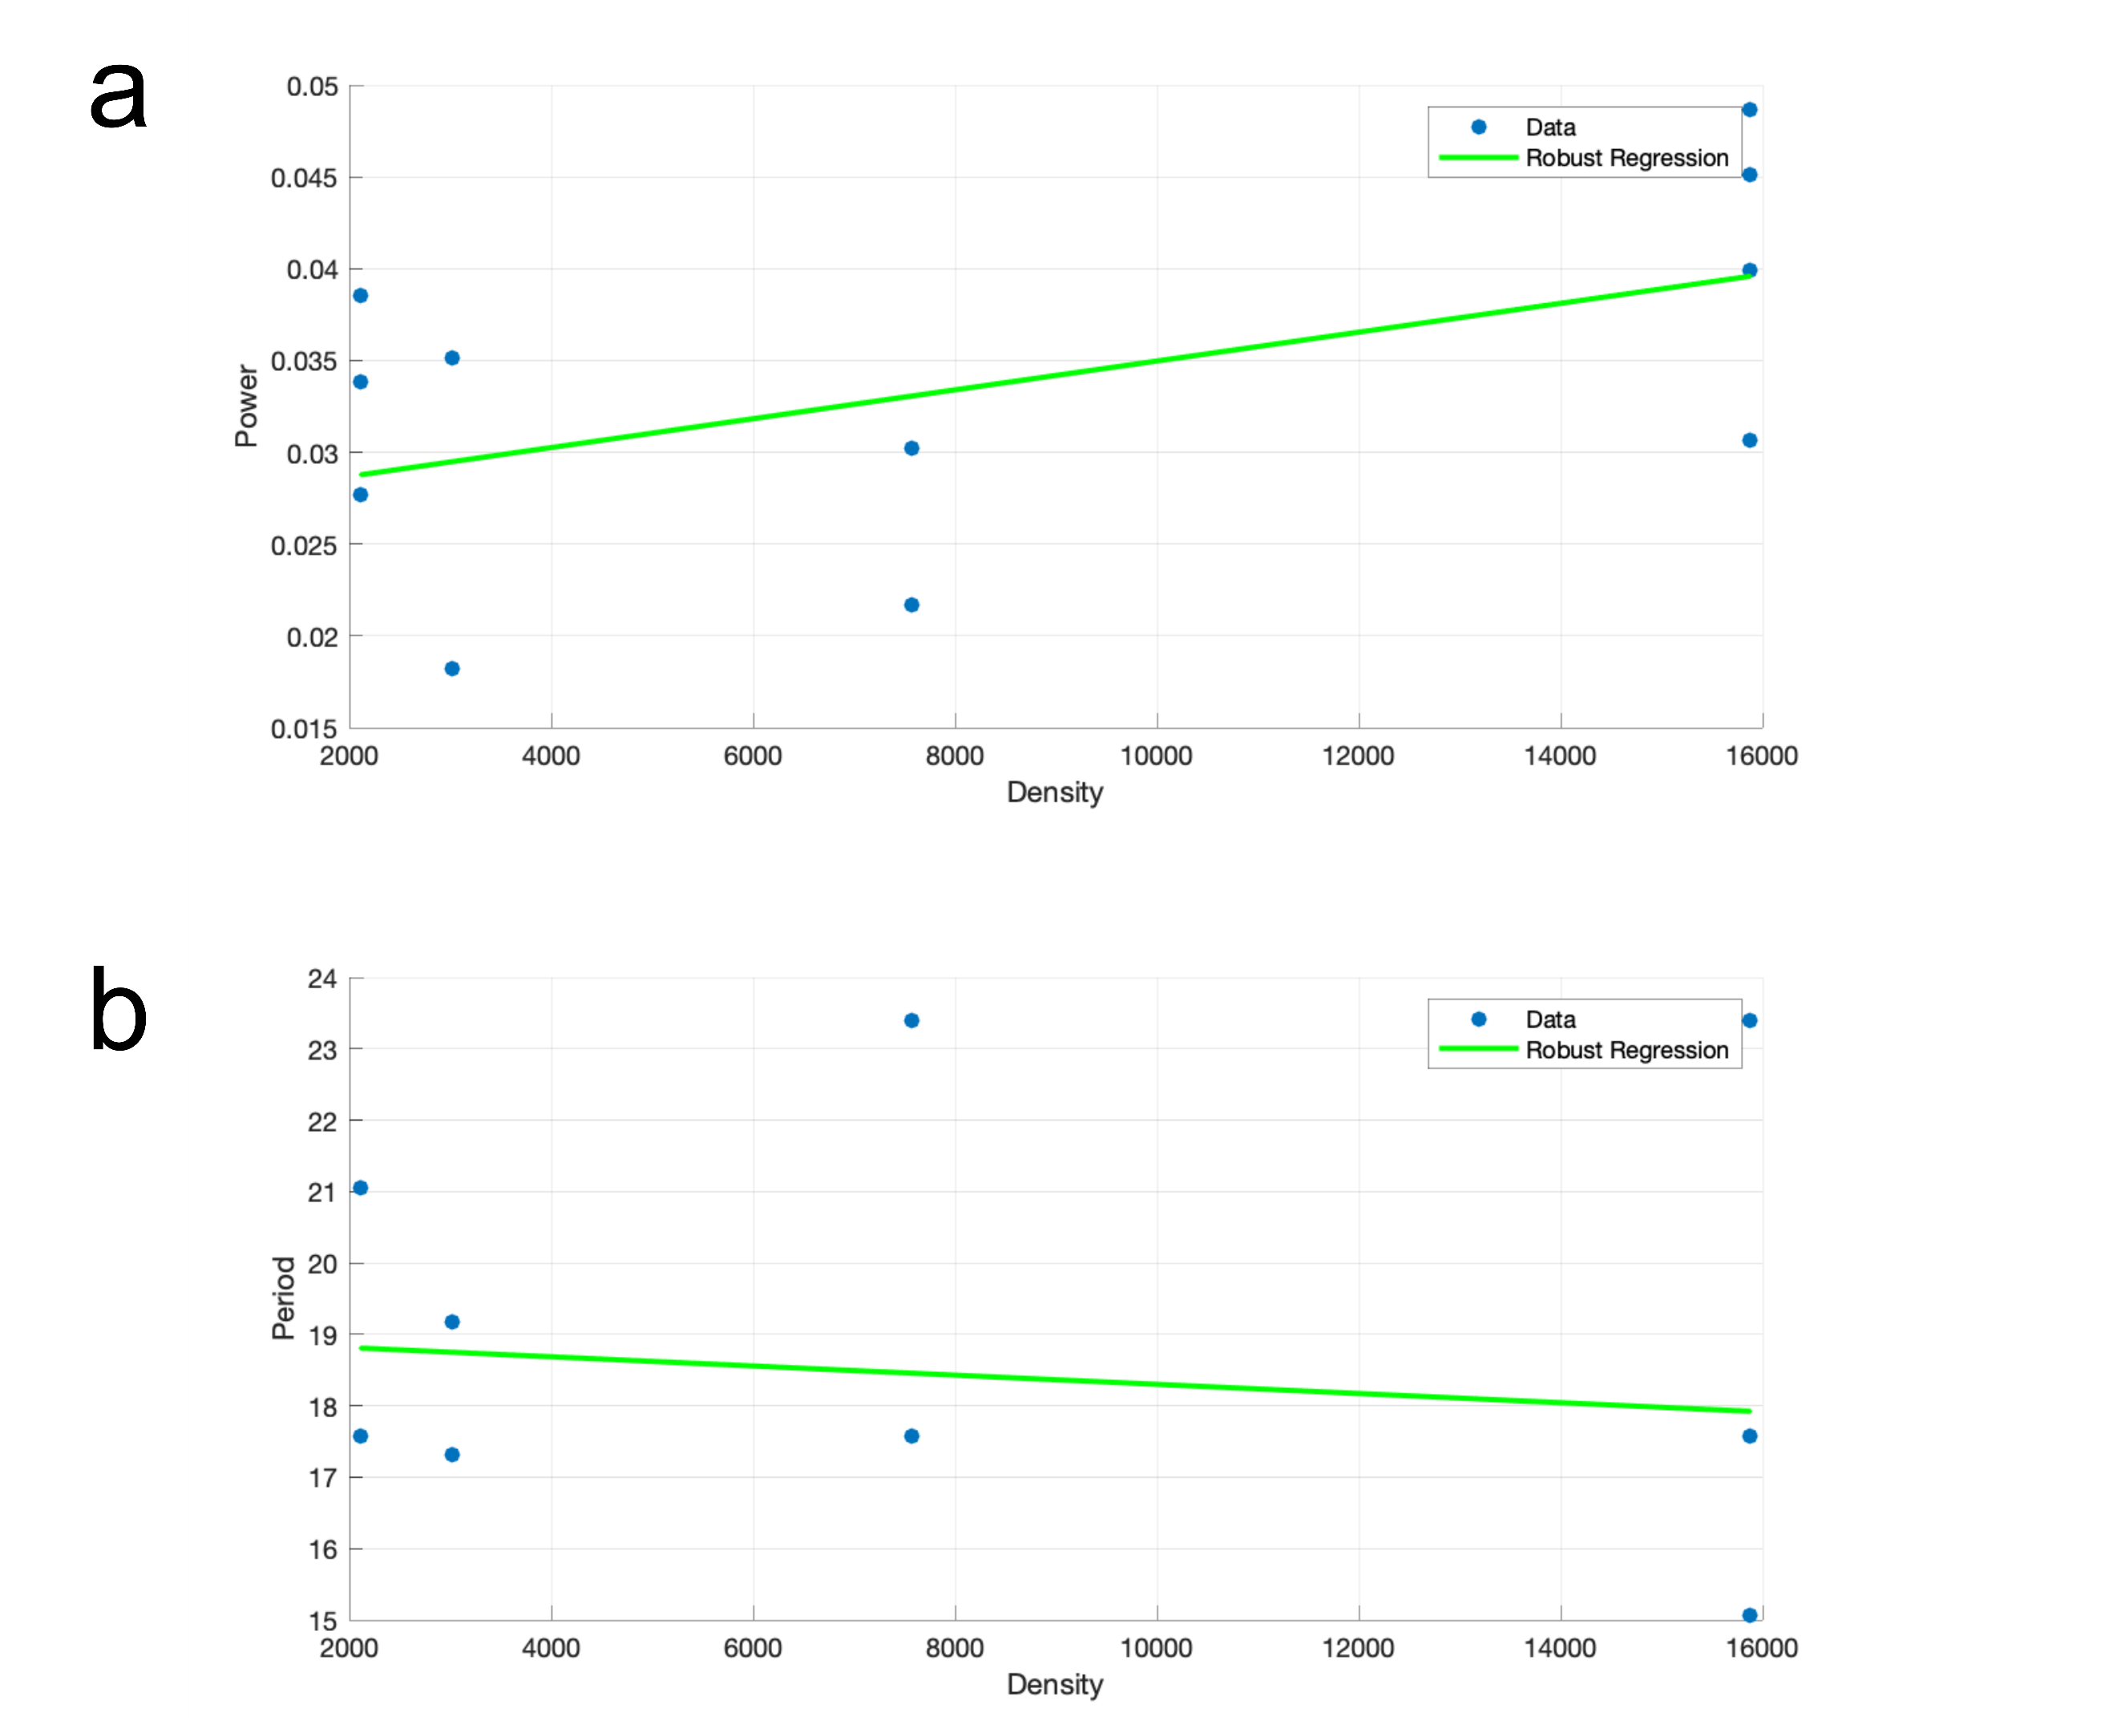 a
0.05
0.045
0.04
0.035
0.03
0.025
0.02
0.015
Power
Data
Robust Regression
2000 4000 6000 8000 10000 12000 14000 16000
Density
b
24
23
22
21
20
19
18
17
16
15
Period
Data
Robust Regression
2000 4000 6000 8000 10000 12000 14000 16000
Density